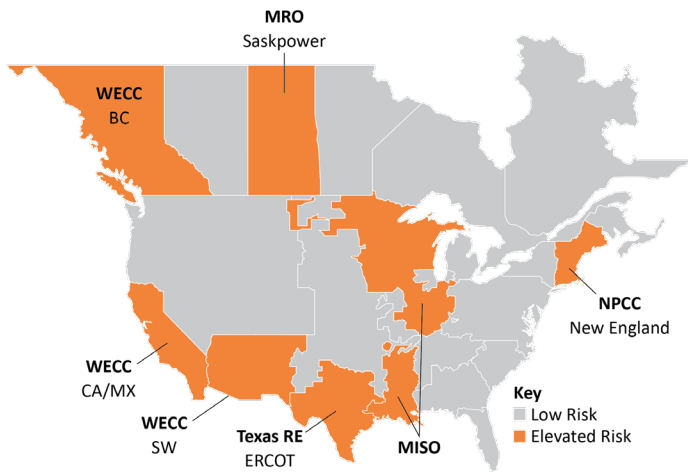 MRO
Saskpower
WECC
BC
NPCC
New England
WECC
CA/MX
WECC
SW
Texas RE
ERCOT
MISO
Key
Low Risk
Elevated Risk